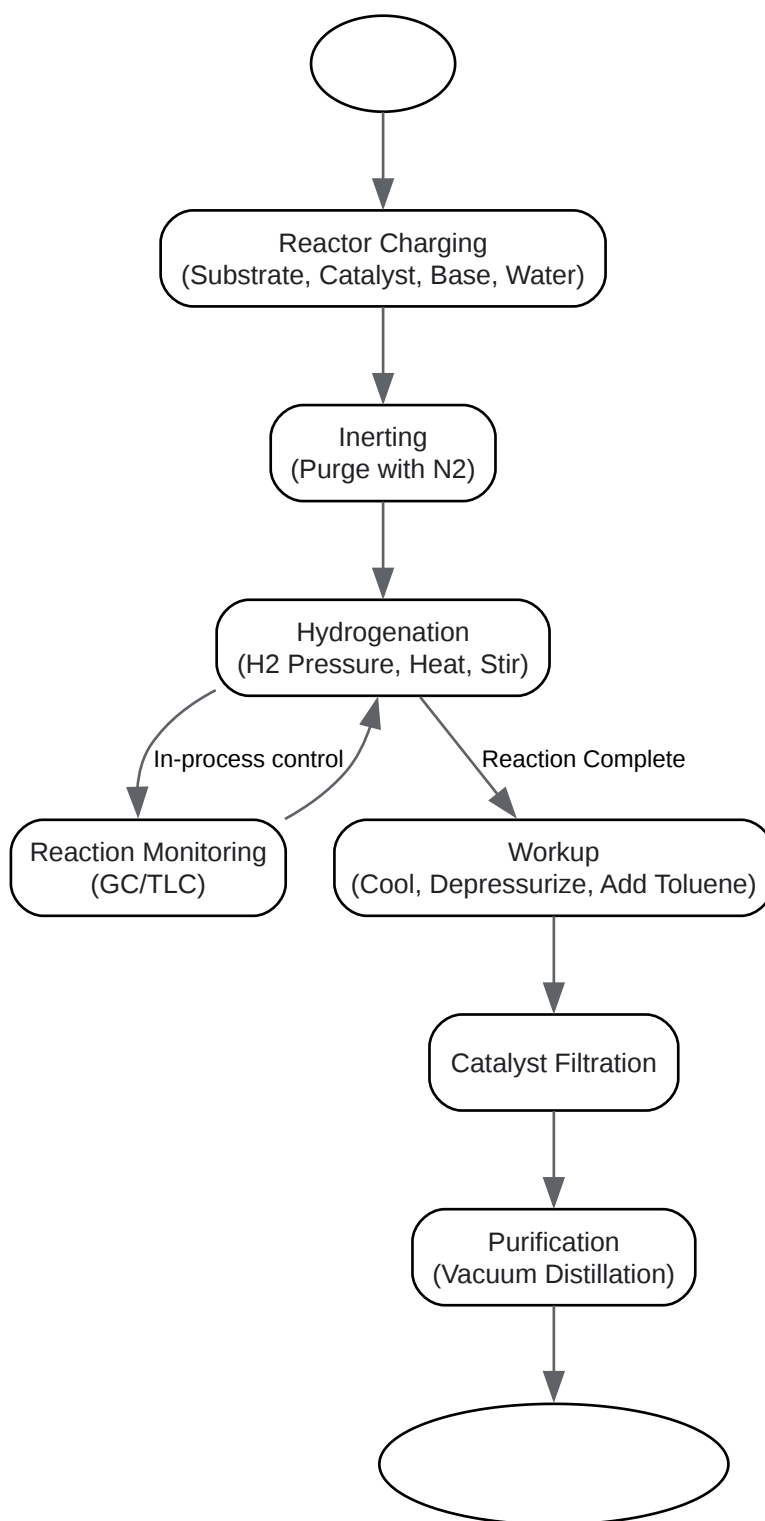 Reactor Charging
(Substrate, Catalyst, Base, Water)
Inerting
(Purge with N2)
Hydrogenation
(H2 Pressure, Heat, Stir)
In-process control
Reaction Complete
Reaction Monitoring
(GC/TLC)
Workup
(Cool, Depressurize, Add Toluene)
Catalyst Filtration
Purification
(Vacuum Distillation)